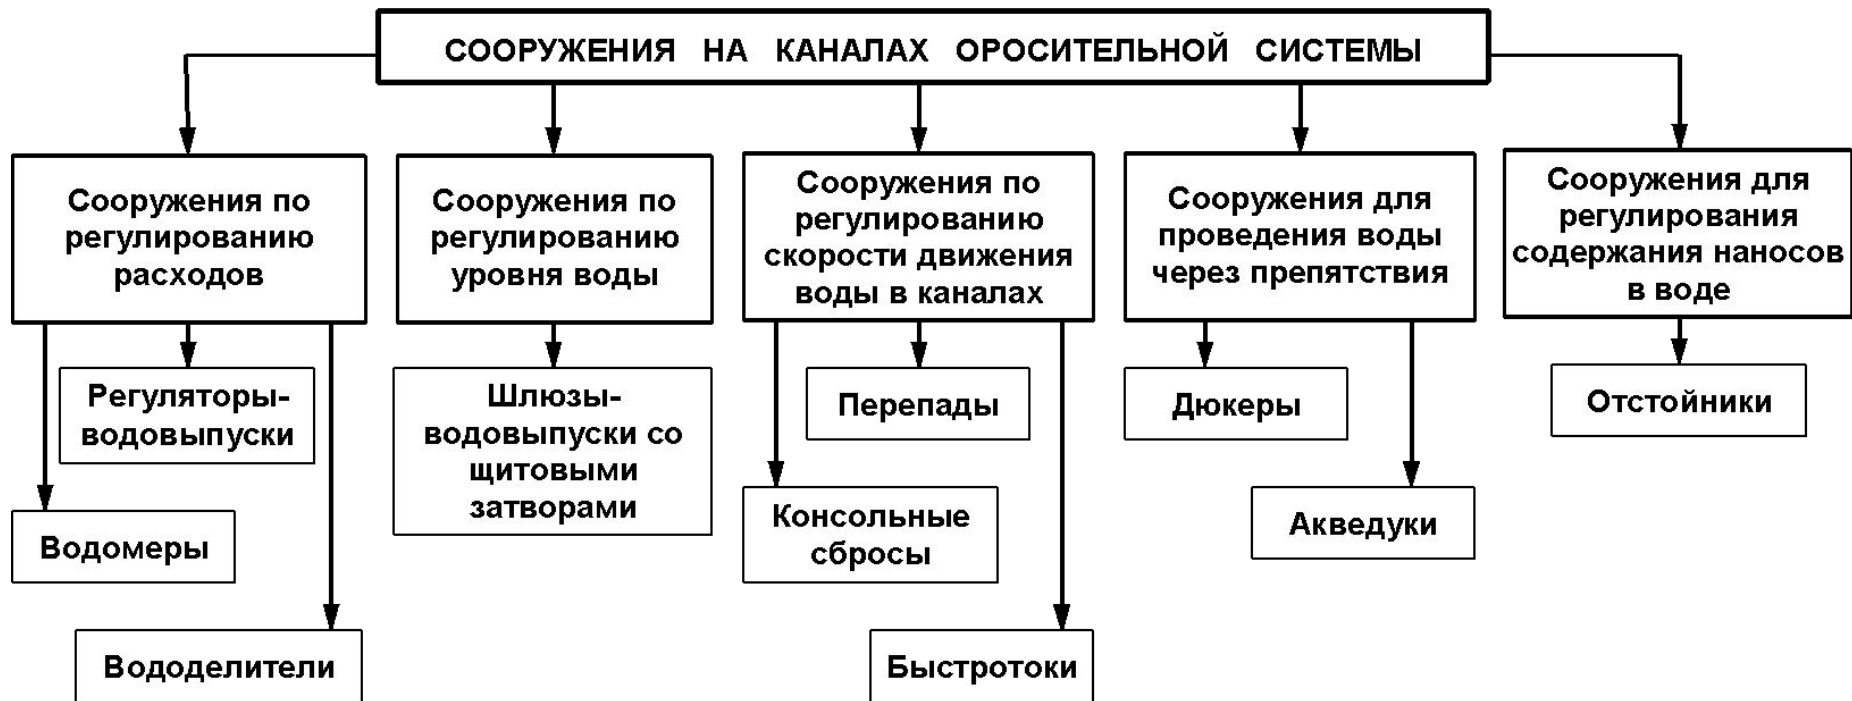 СООРУЖЕНИЯ НА КАНАЛАХ ОРОСИТЕЛЬНОЙ СИСТЕМЫ
Сооружения по
регулированию
расходов
Сооружения по
регулированию
уровня воды
Сооружения по
регулированию
скорости движения
воды в каналах
Сооружения для
проведения воды
через препятствия
Сооружения для
регулирования
содержания наносов
в воде
Регуляторы-
водовыпуски
Водомеры
Вододелители
Шлюзы-
водовыпуски со
щитовыми
затворами
Перепады
Консольные
сбросы
Быстротоки
Дюкеры
Акведуки
Отстойники